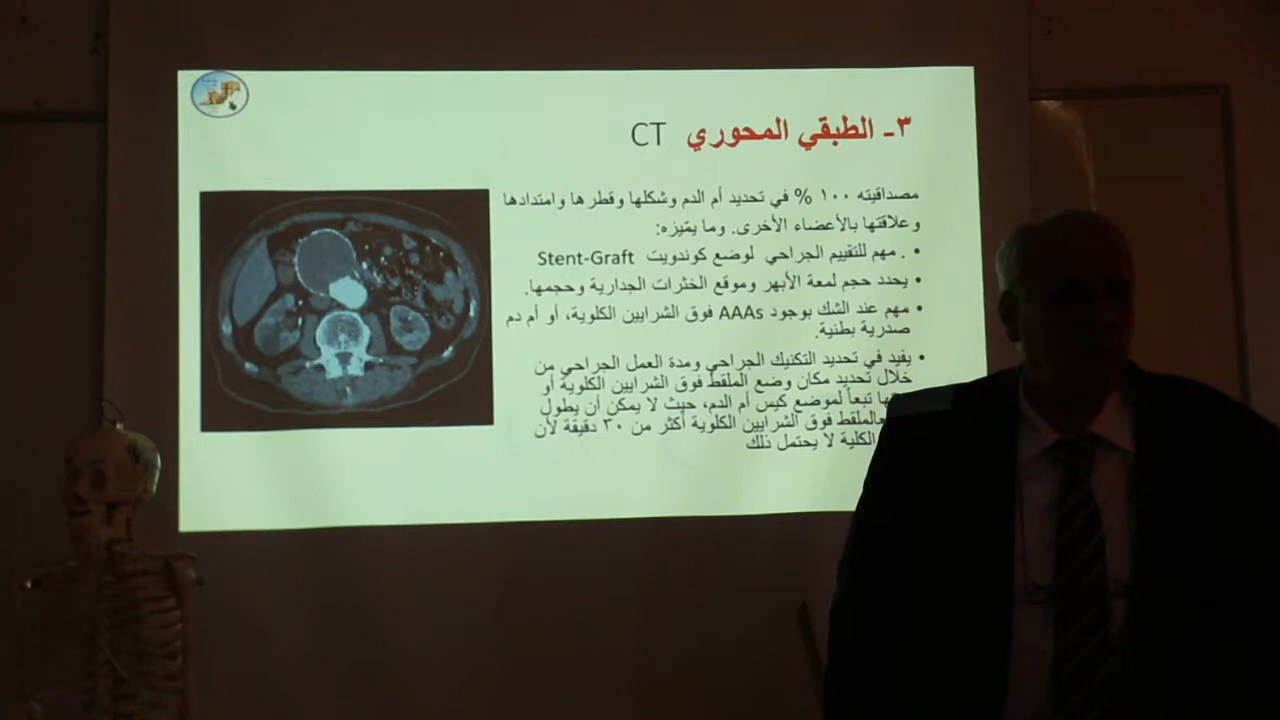 ٣- الطبقي المحوري CT
مصداقيته ١٠٠ % في تحديد أم الدم وشكلها وقطرها وامتدادها
وعلاقتها بالأعضاء الأخرى. وما يميّزه:
• . مهم للتقييم الجراحي لوضع كوندويت Stent-Graft
• يحدد حجم لمعة الأبهر وموقع الخثرات الجدارية وحجمها.
• مهم عند الشك بوجود AAAs فوق الشرايين الكلوية، أو أم دم
صدرية بطنية.
• يفيد في تحديد التكنيك الجراحي ومدة العمل الجراحي من
خلال تحديد مكان وضع الملقط فوق الشرايين الكلوية أو
تبعاً لموضع كيس أم الدم، حيث لا يمكن أن يطول
الملقط فوق الشرايين الكلوية أكثر من ٣٠ دقيقة لأن
الكلية لا يحتمل ذلك